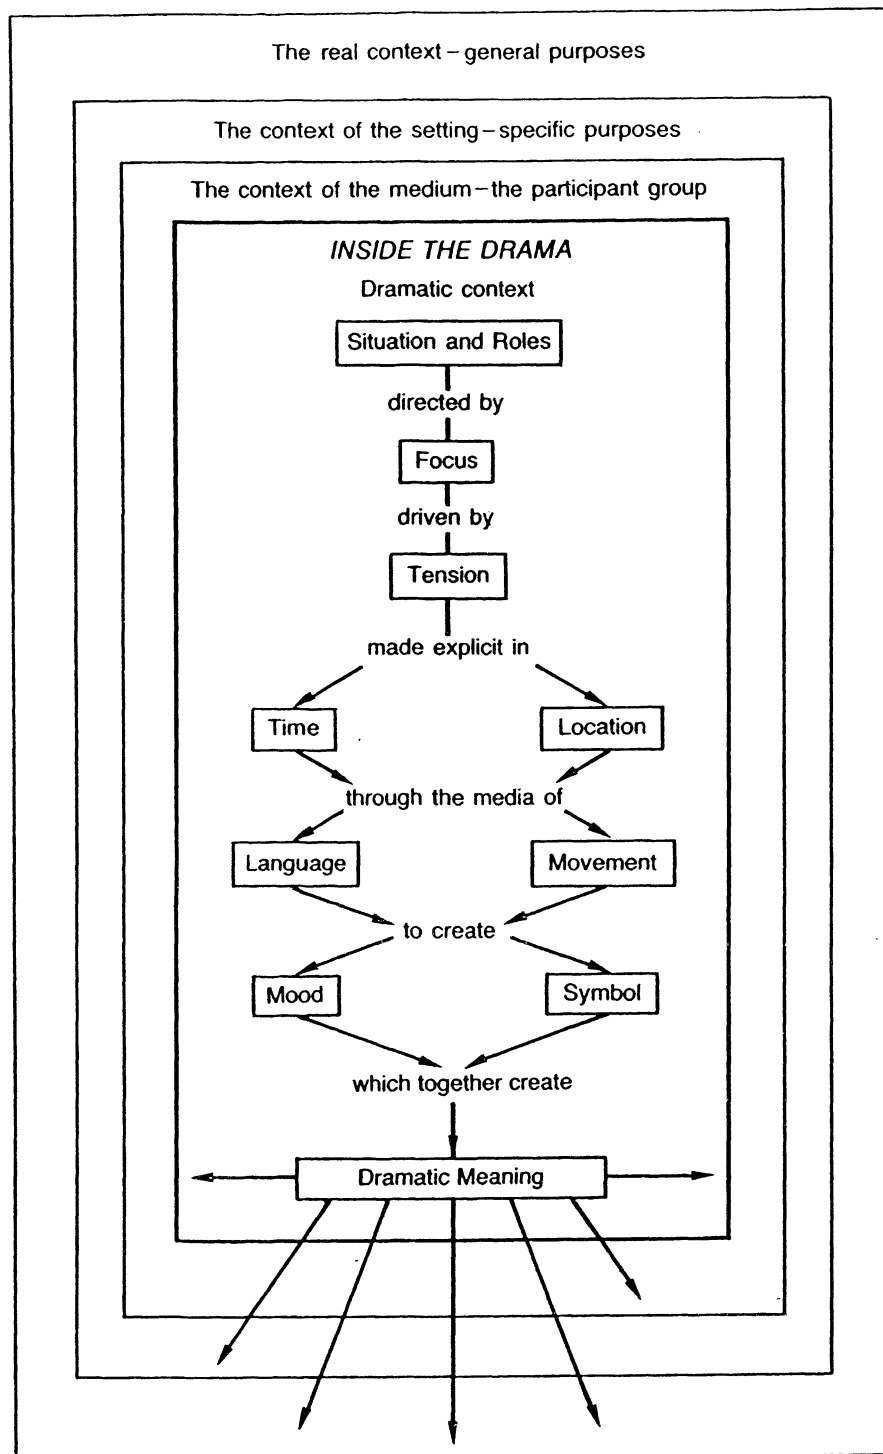 The real context – general purposes
The context of the setting – specific purposes
The context of the medium – the participant group
INSIDE THE DRAMA
Dramatic context
Situation and Roles
directed by
Focus
driven by
Tension
made explicit in
Time
Location
through the media of
Language
Movement
to create
Mood
Symbol
which together create
Dramatic Meaning